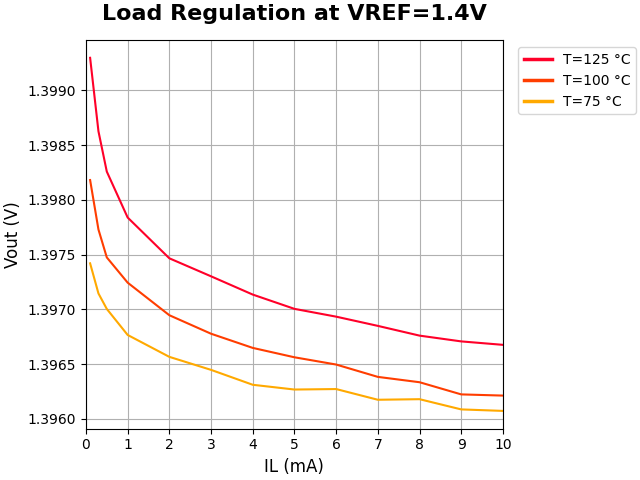 Load Regulation at VREF=1.4V
T=125 °C
T=100 °C
T=75 °C
Vout (V)
1.3990
1.3985
1.3980
1.3975
1.3970
1.3965
1.3960
0 1 2 3 4 5 6 7 8 9 10
IL (mA)